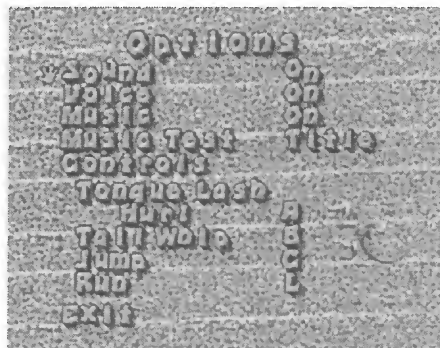 Options
Sound On
Voice On
Music On
Music Test Title
Controls
Tongue Lash
Hurl A
Tail Whip B
Jump C
Run L
Exit